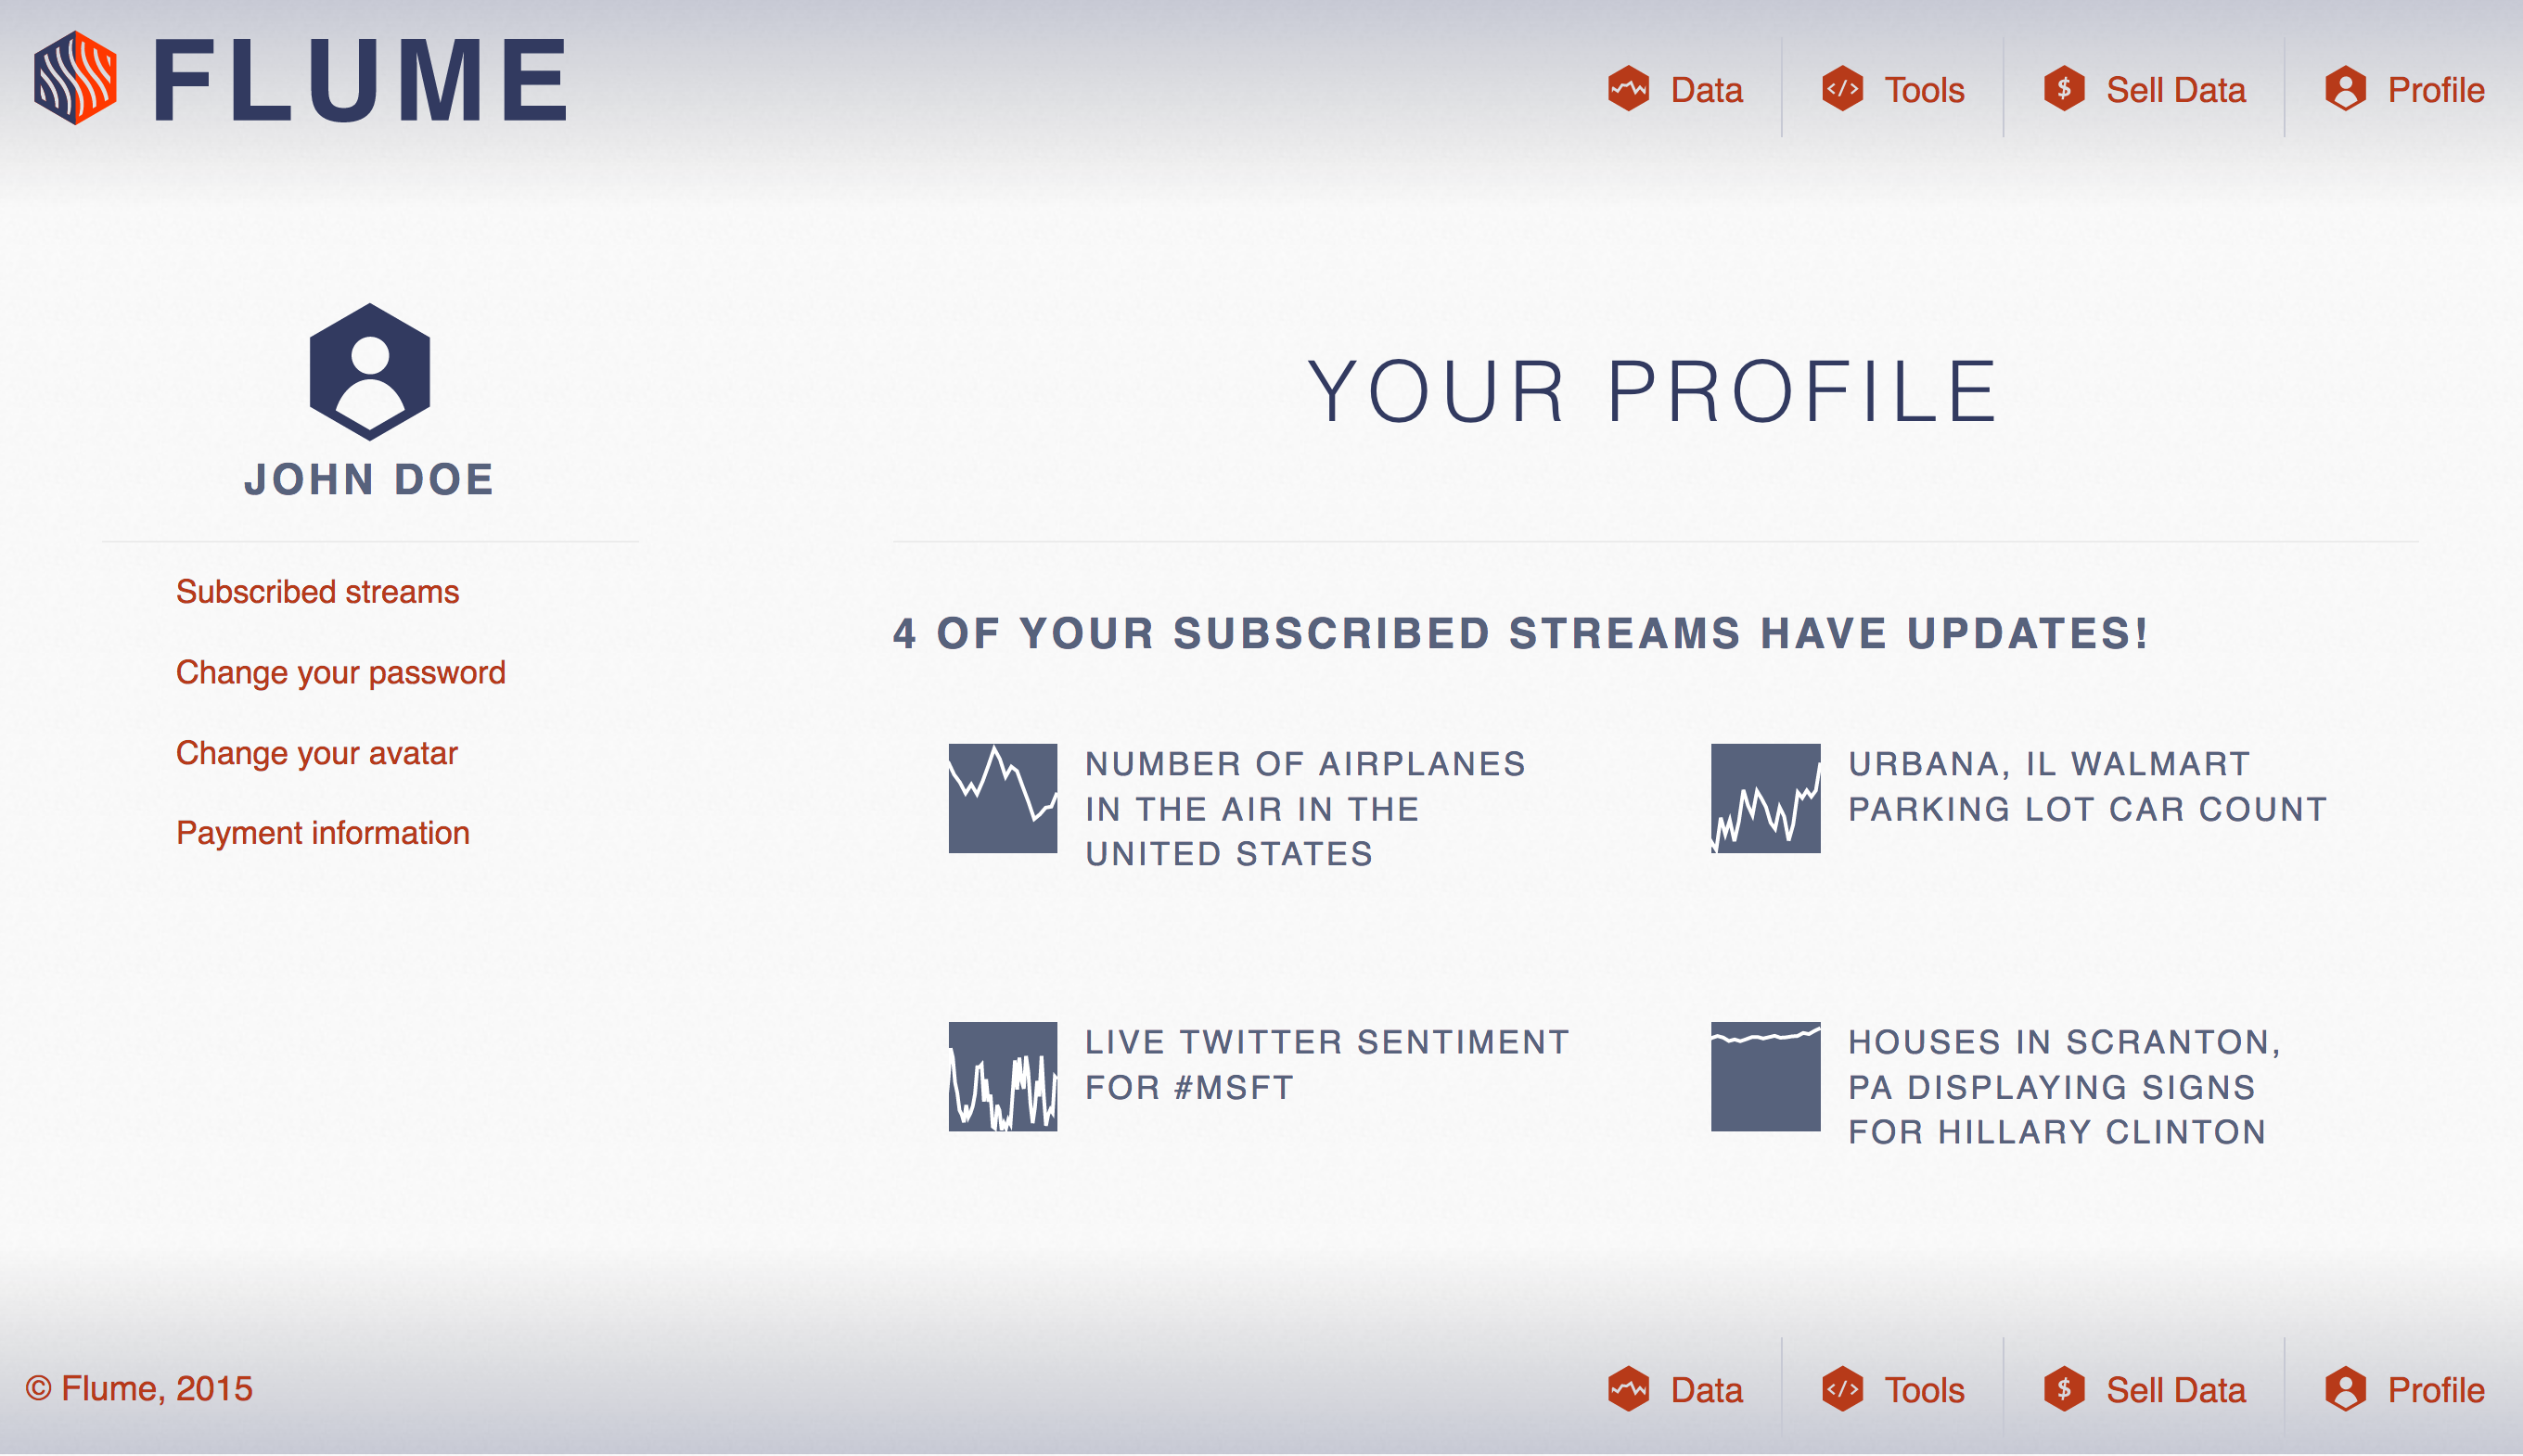 FLUME
Data
Tools
Sell Data
Profile
JOHN DOE
Subscribed streams
Change your password
Change your avatar
Payment information
YOUR PROFILE
4 OF YOUR SUBSCRIBED STREAMS HAVE UPDATES!
NUMBER OF AIRPLANES
IN THE AIR IN THE
UNITED STATES
URBANA, IL WALMART
PARKING LOT CAR COUNT
LIVE TWITTER SENTIMENT
FOR #MSFT
HOUSES IN SCRANTON,
PA DISPLAYING SIGNS
FOR HILLARY CLINTON
© Flume, 2015
Data
Tools
Sell Data
Profile